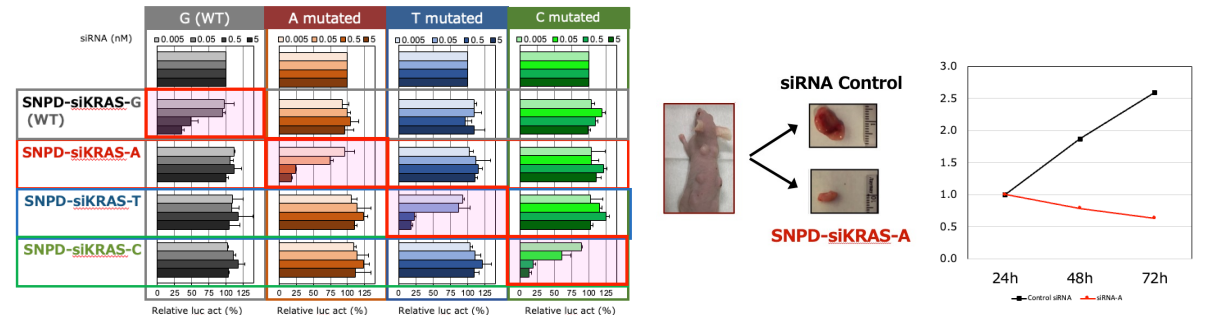 G (WT) A mutated T mutated C mutated
siRNA (nM) 0.005 0.05 0.5 5 0.005 0.05 0.5 5 0.005 0.05 0.5 5 0.005 0.05 0.5 5
SNPD-siKRAS-G
(WT)
SNPD-siKRAS-A
SNPD-siKRAS-T
SNPD-siKRAS-C
0 25 50 75 100 125 0 25 50 75 100 125 0 25 50 75 100 125 0 25 50 75 100 125
Relative luc act (%) Relative luc act (%) Relative luc act (%) Relative luc act (%)
siRNA Control
SNPD-siKRAS-A
3.0
2.5
2.0
1.5
1.0
0.5
0.0
24h 48h 72h
Control siRNA siRNA-A